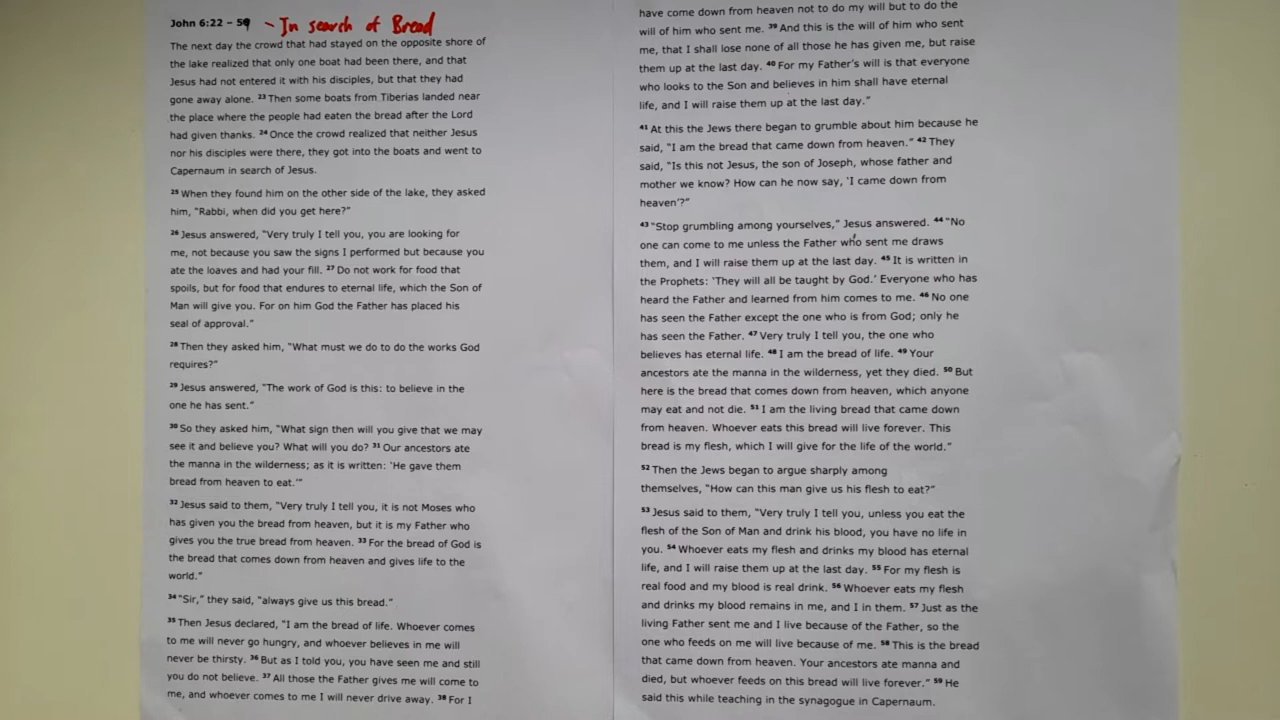 John 6:22 – 59 - In search of Bread
The next day the crowd that had stayed on the opposite shore of
the lake realized that only one boat had been there, and that
Jesus had not entered it with his disciples, but that they had
gone away alone. 23 Then some boats from Tiberias landed near
the place where the people had eaten the bread after the Lord
had given thanks. 24 Once the crowd realized that neither Jesus
nor his disciples were there, they got into the boats and went to
Capernaum in search of Jesus.
25 When they found him on the other side of the lake, they asked
him, "Rabbi, when did you get here?"
26 Jesus answered, "Very truly I tell you, you are looking for
me, not because you saw the signs I performed but because you
ate the loaves and had your fill. 27 Do not work for food that
spoils, but for food that endures to eternal life, which the Son of
Man will give you. For on him God the Father has placed his
seal of approval."
28 Then they asked him, "What must we do to do the works God
requires?"
29 Jesus answered, "The work of God is this: to believe in the
one he has sent."
30 So they asked him, "What sign then will you give that we may
see it and believe you? What will you do? 31 Our ancestors ate
the manna in the wilderness; as it is written: 'He gave them
bread from heaven to eat.'"
32 Jesus said to them, "Very truly I tell you, it is not Moses who
has given you the bread from heaven, but it is my Father who
gives you the true bread from heaven. 33 For the bread of God is
the bread that comes down from heaven and gives life to the
world."
34 "Sir," they said, "always give us this bread."
35 Then Jesus declared, "I am the bread of life. Whoever comes
to me will never go hungry, and whoever believes in me will
never be thirsty. 36 But as I told you, you have seen me and still
you do not believe. 37 All those the Father gives me will come to
me, and whoever comes to me I will never drive away. 38 For I
have come down from heaven not to do my will but to do the
will of him who sent me. 39 And this is the will of him who sent
me, that I shall lose none of all those he has given me, but raise
them up at the last day. 40 For my Father's will is that everyone
who looks to the Son and believes in him shall have eternal
life, and I will raise them up at the last day."
41 At this the Jews there began to grumble about him because he
said, "I am the bread that came down from heaven." 42 They
said, "Is this not Jesus, the son of Joseph, whose father and
mother we know? How can he now say, 'I came down from
heaven'?"
43 "Stop grumbling among yourselves," Jesus answered. 44 "No
one can come to me unless the Father who sent me draws
them, and I will raise them up at the last day. 45 It is written in
the Prophets: 'They will all be taught by God.' Everyone who has
heard the Father and learned from him comes to me. 46 No one
has seen the Father except the one who is from God; only he
has seen the Father. 47 Very truly I tell you, the one who
believes has eternal life. 48 I am the bread of life. 49 Your
ancestors ate the manna in the wilderness, yet they died. 50 But
here is the bread that comes down from heaven, which anyone
may eat and not die. 51 I am the living bread that came down
from heaven. Whoever eats this bread will live forever. This
bread is my flesh, which I will give for the life of the world."
52 Then the Jews began to argue sharply among
themselves, "How can this man give us his flesh to eat?"
53 Jesus said to them, "Very truly I tell you, unless you eat the
flesh of the Son of Man and drink his blood, you have no life in
you. 54 Whoever eats my flesh and drinks my blood has eternal
life, and I will raise them up at the last day. 55 For my flesh is
real food and my blood is real drink. 56 Whoever eats my flesh
and drinks my blood remains in me, and I in them. 57 Just as the
living Father sent me and I live because of the Father, so the
one who feeds on me will live because of me. 58 This is the bread
that came down from heaven. Your ancestors ate manna and
died, but whoever feeds on this bread will live forever." 59 He
said this while teaching in the synagogue in Capernaum.